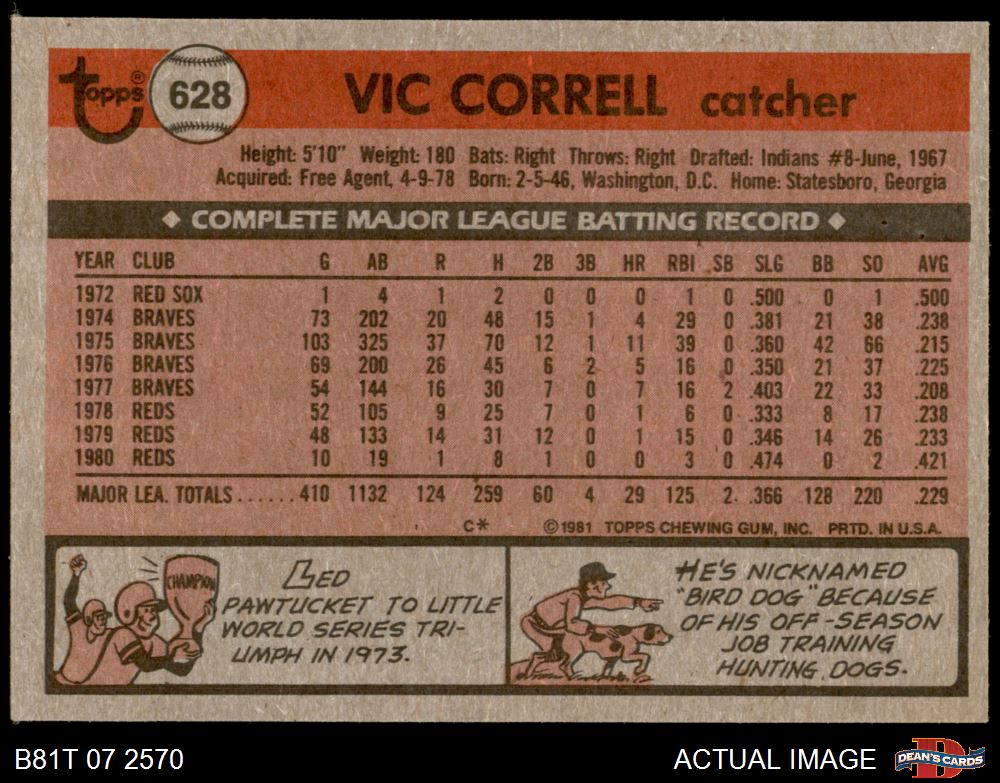 topps® 628 VIC CORRELL catcher
Height: 5'10" Weight: 180 Bats: Right Throws: Right Drafted: Indians #8-June, 1967
Acquired: Free Agent, 4-9-78 Born: 2-5-46, Washington, D.C. Home: Statesboro, Georgia
◆ COMPLETE MAJOR LEAGUE BATTING RECORD ◆
YEAR CLUB G AB R H 2B 3B HR RBI SB SLG BB SO AVG
1972 RED SOX 1 4 1 2 0 0 0 1 0 .500 0 1 .500
1974 BRAVES 73 202 20 48 15 1 4 29 0 .381 21 38 .238
1975 BRAVES 103 325 37 70 12 1 11 39 0 .360 42 66 .215
1976 BRAVES 69 200 26 45 6 2 5 16 0 .350 21 37 .225
1977 BRAVES 54 144 16 30 7 0 7 16 2 .403 22 33 .208
1978 REDS 52 105 9 25 7 0 1 6 0 .333 8 17 .238
1979 REDS 48 133 14 31 12 0 1 15 0 .346 14 26 .233
1980 REDS 10 19 1 8 1 0 0 3 0 .474 0 2 .421
MAJOR LEA. TOTALS......410 1132 124 259 60 4 29 125 2 .366 128 220 .229
C* ©1981 TOPPS CHEWING GUM, INC. PRTD. IN U.S.A.
CHAMPION
LED
PAWTUCKET TO LITTLE
WORLD SERIES TRI-
UMPH IN 1973.
HE'S NICKNAMED
"BIRD DOG" BECAUSE
OF HIS OFF-SEASON
JOB TRAINING
HUNTING DOGS.
B81T 07 2570 ACTUAL IMAGE D DEAN'S CARDS